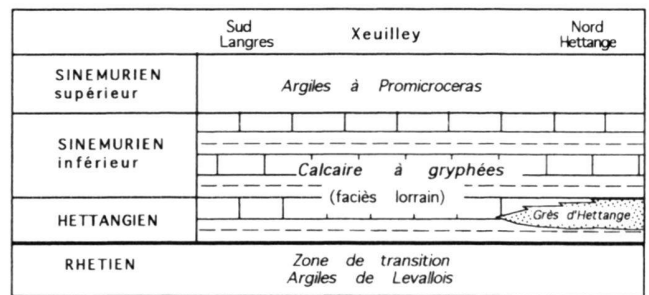 Sud
Langres
Xeuilley
Nord
Hettange
SINEMURIEN
supérieur
Argiles à Promicroceras
SINEMURIEN
inférieur
Calcaire à gryphées
(faciès lorrain)
HETTANGIEN
Grès d'Hettange
RHETIEN
Zone de transition
Argiles de Levallois